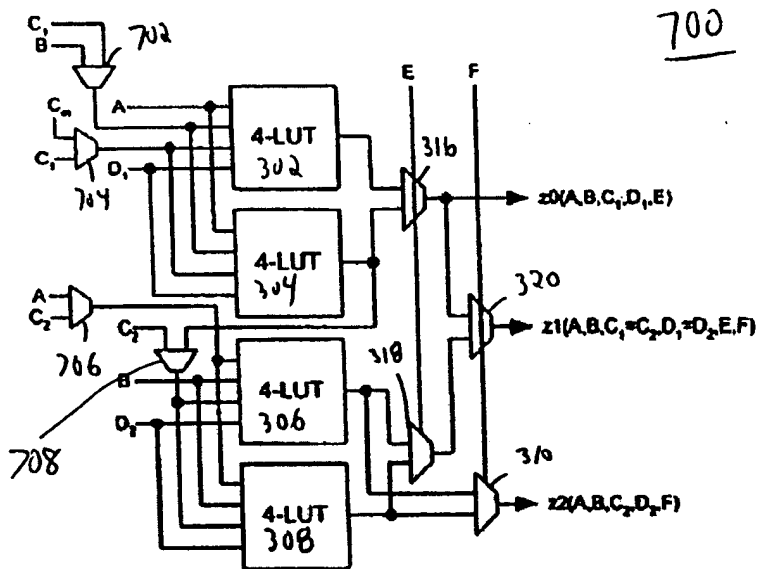 700
C₁
B
702
E
F
Cₙ
A
C₁
704
D₁
4-LUT
302
316
z0(A,B,C₁,D₁,E)
4-LUT
304
A
C₂
706
C₂
318
320
z1(A,B,C₁=C₂,D₁=D₂,E,F)
B
4-LUT
306
D₂
708
310
4-LUT
308
z2(A,B,C₂,D₂,F)